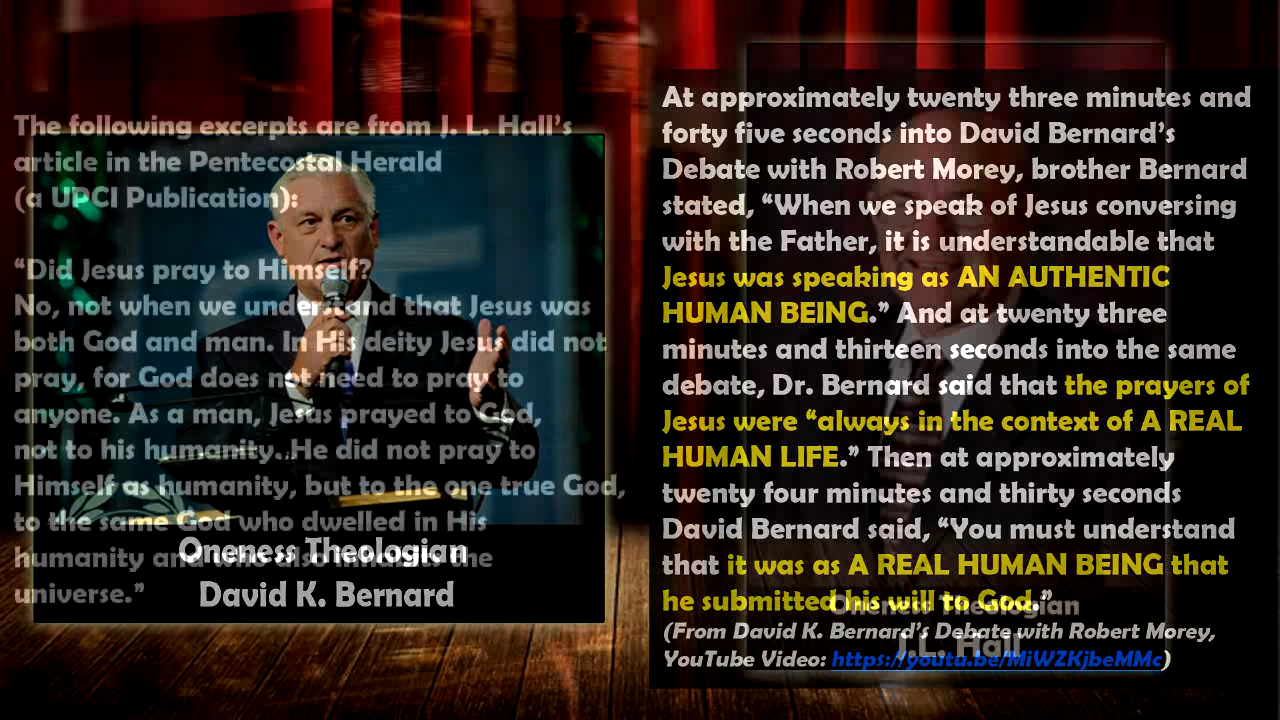 The following excerpts are from J. L. Hall's
article in the Pentecostal Herald
(a UPCI Publication):
“Did Jesus pray to Himself?
No, not when we understand that Jesus was
both God and man. In His deity Jesus did not
pray, for God does not need to pray to
anyone. As a man, Jesus prayed to God,
not to his humanity. He did not pray to
Himself as humanity, but to the one true God,
to the same God who dwelled in His
humanity and who also inhabits the
universe.”
Oneness Theologian
David K. Bernard
At approximately twenty three minutes and
forty five seconds into David Bernard’s
Debate with Robert Morey, brother Bernard
stated, “When we speak of Jesus conversing
with the Father, it is understandable that
Jesus was speaking as AN AUTHENTIC
HUMAN BEING.” And at twenty three
minutes and thirteen seconds into the same
debate, Dr. Bernard said that the prayers of
Jesus were “always in the context of A REAL
HUMAN LIFE.” Then at approximately
twenty four minutes and thirty seconds
David Bernard said, “You must understand
that it was as A REAL HUMAN BEING that
he submitted his will to God.”
(From David K. Bernard’s Debate with Robert Morey,
YouTube Video: https://youtu.be/MiWZKjbeMMc)
Oneness Theologian
J.L. Hall